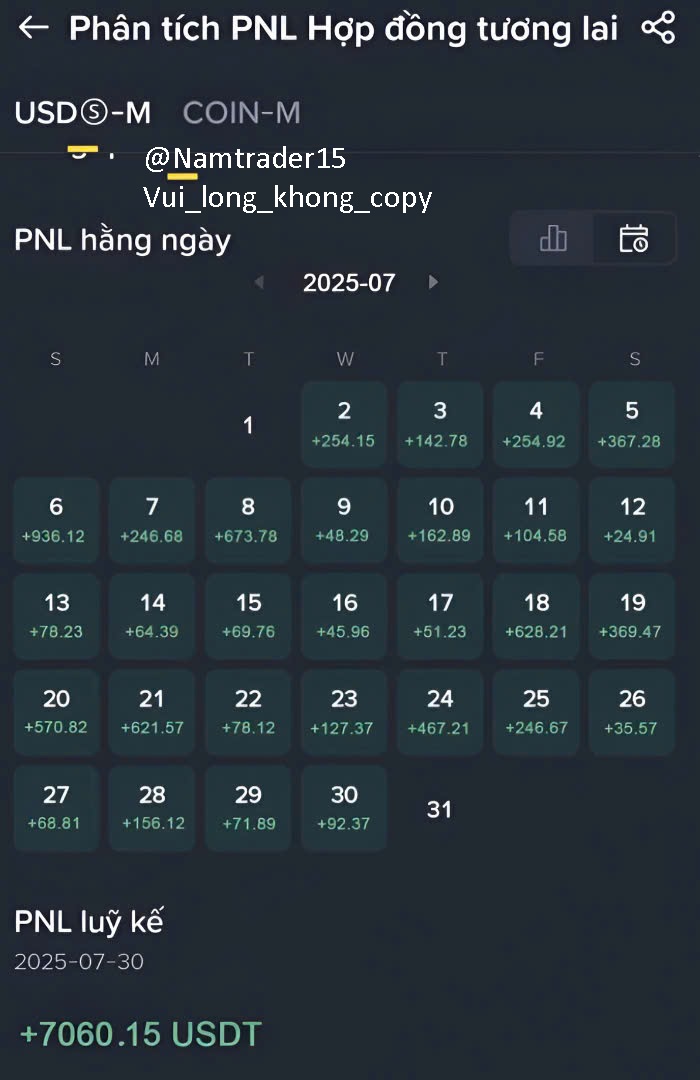 Phân tích PNL Hợp đồng tương lai
USDⓈ-M COIN-M
@Namtrader15
Vui_long_khong_copy
PNL hằng ngày
2025-07
S M T W T F S
1 2 3 4 5
+254.15 +142.78 +254.92 +367.28
6 7 8 9 10 11 12
+936.12 +246.68 +673.78 +48.29 +162.89 +104.58 +24.91
13 14 15 16 17 18 19
+78.23 +64.39 +69.76 +45.96 +51.23 +628.21 +369.47
20 21 22 23 24 25 26
+570.82 +621.57 +78.12 +127.37 +467.21 +246.67 +35.57
27 28 29 30 31
+68.81 +156.12 +71.89 +92.37
PNL luỹ kế
2025-07-30
+7060.15 USDT